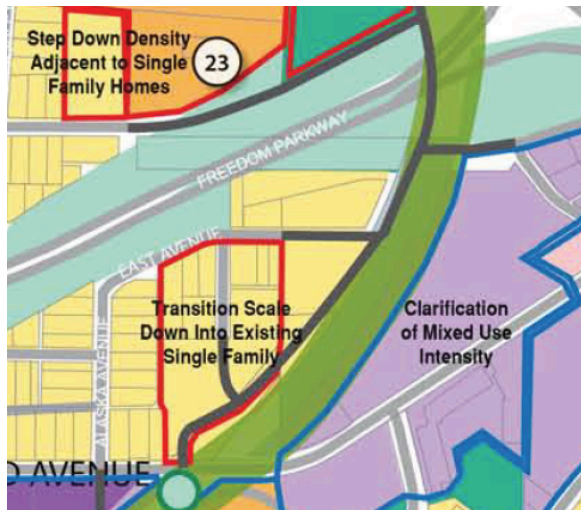 Step Down Density
Adjacent to Single
Family Homes
23
FREEDOM PARKWAY
EAST AVENUE
Transition Scale
Down Into Existing
Single Family
Clarification
of Mixed Use
Intensity
ALASKA AVENUE
D AVENUE